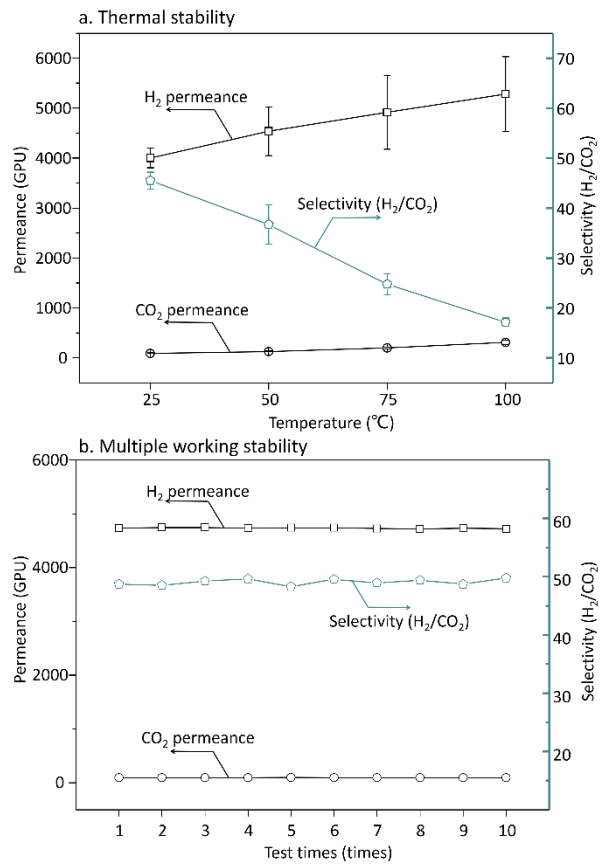 a. Thermal stability
6000
5000
4000
3000
2000
1000
0
Permeance (GPU)
H₂ permeance
Selectivity (H₂/CO₂)
CO₂ permeance
70
60
50
40
30
20
10
Selectivity (H₂/CO₂)
25 50 75 100
Temperature (℃)
b. Multiple working stability
6000
4000
2000
0
Permeance (GPU)
H₂ permeance
Selectivity (H₂/CO₂)
CO₂ permeance
60
50
40
30
20
Selectivity (H₂/CO₂)
1 2 3 4 5 6 7 8 9 10
Test times (times)